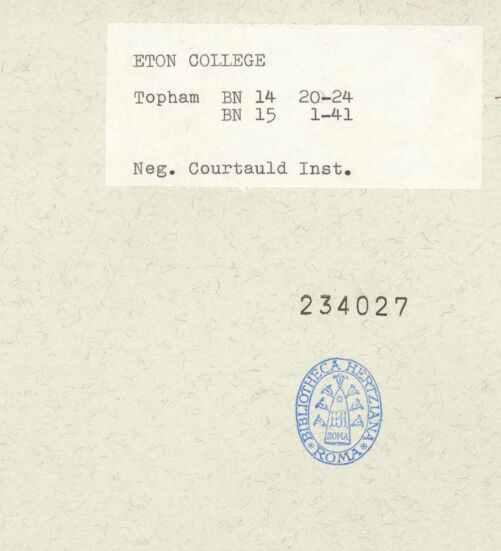 ETON COLLEGE
Topham BN 14 20-24
BN 15 1-41
Neg. Courtauld Inst.
234027
BIBLIOTHECA HERTZIANA
ROMA
*ROMA*